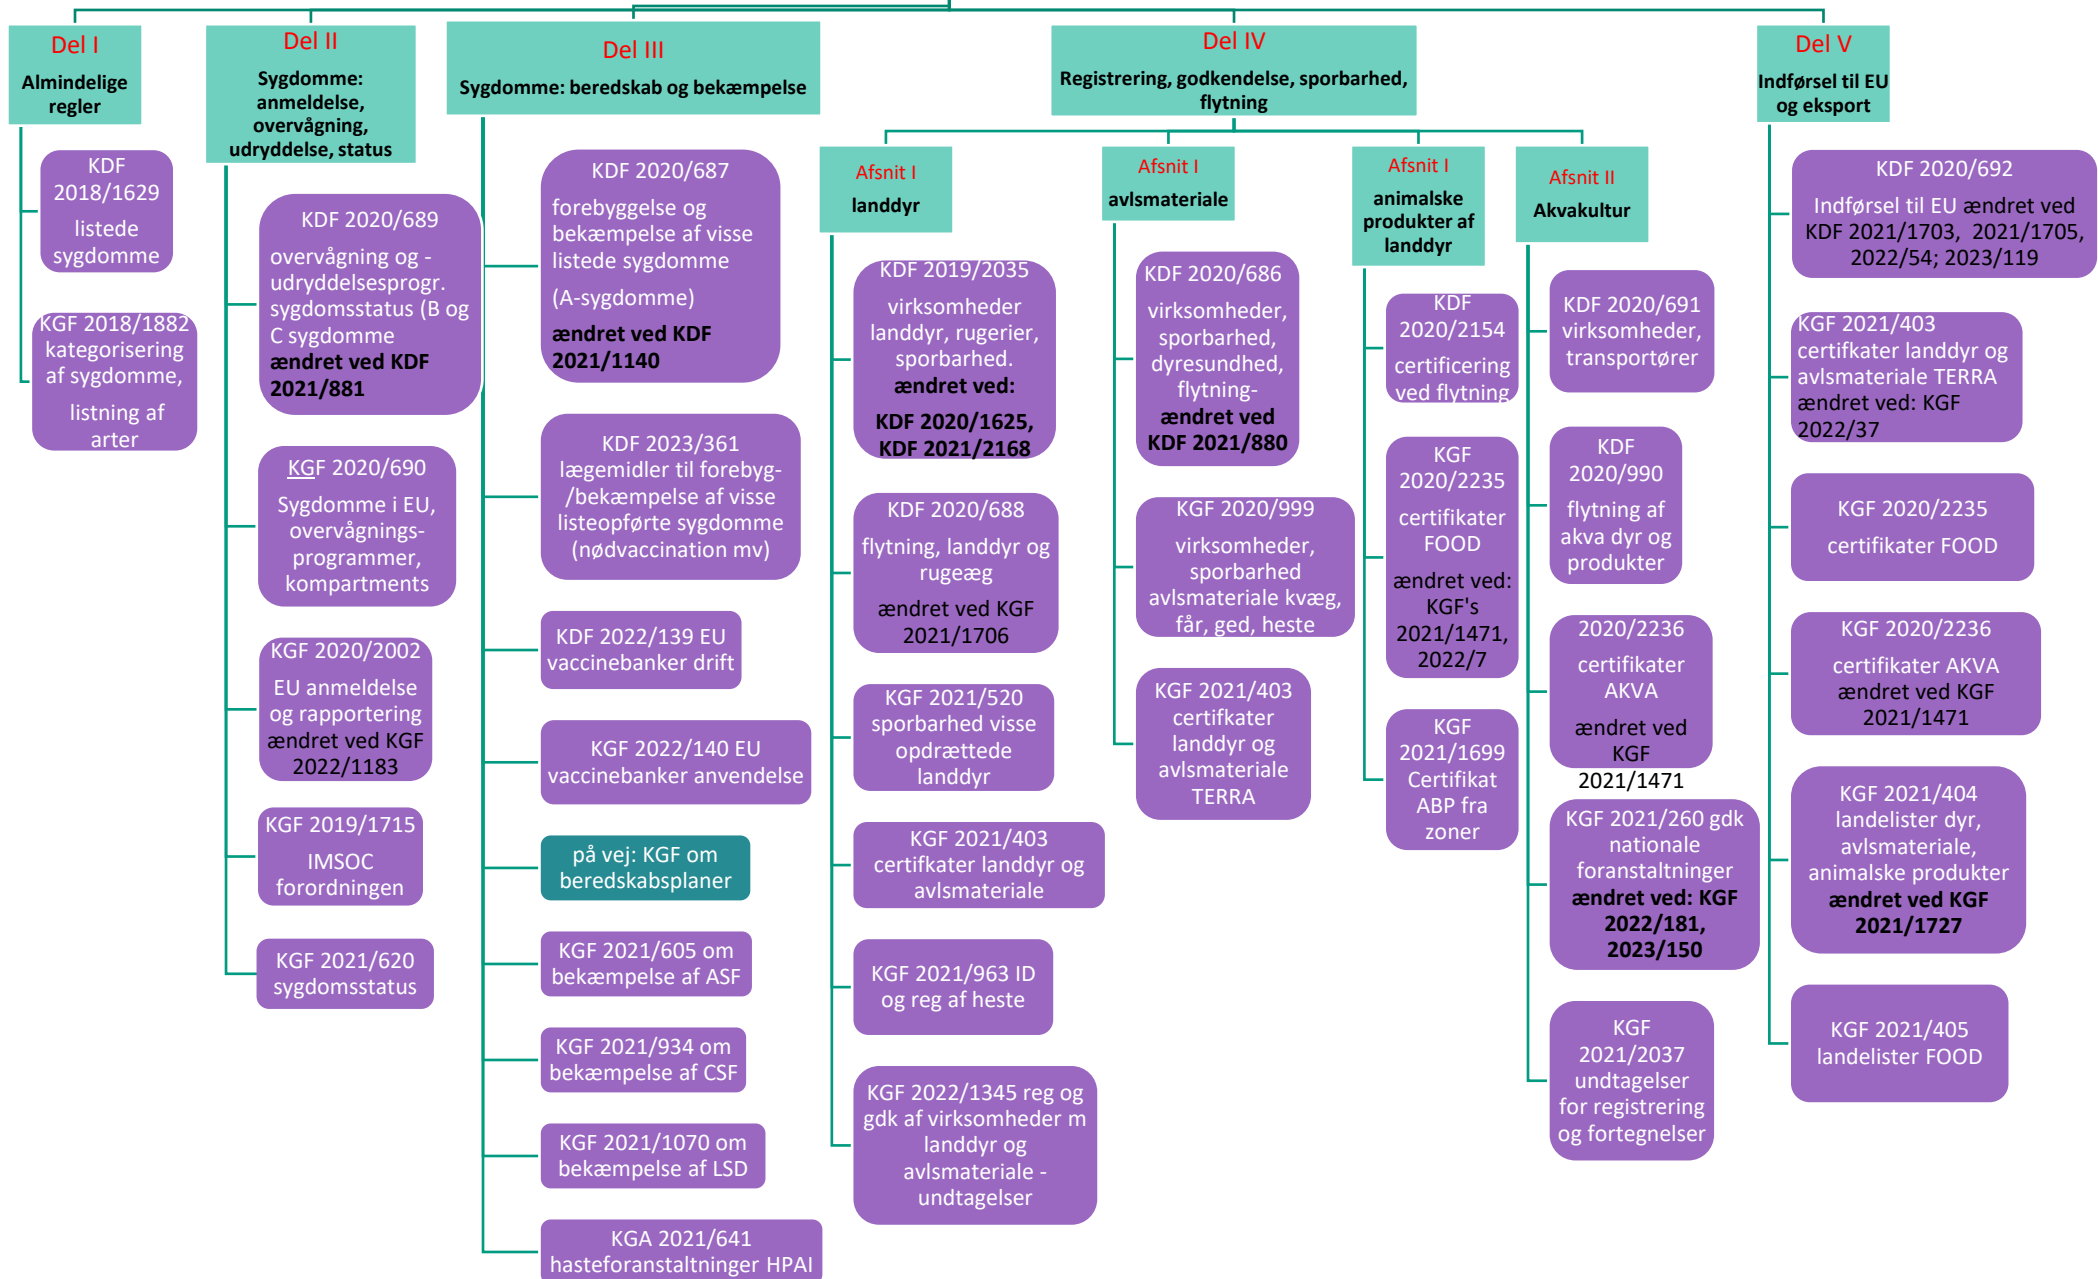 Del I
Almindelige
regler
KDF
2018/1629
listede
sygdomme
KGF 2018/1882
kategorisering
af sygdomme,
listning af
arter
Del II
Sygdomme:
anmeldelse,
overvågning,
udryddelse, status
KDF 2020/689
overvågning og -
udryddelsesprogr.
sygdomsstatus (B og
C sygdomme
ændret ved KDF
2021/881
KGF 2020/690
Sygdomme i EU,
overvågnings-
programmer,
kompartments
KGF 2020/2002
EU anmeldelse
og rapportering
ændret ved KGF
2022/1183
KGF 2019/1715
IMSOC
forordningen
KGF 2021/620
sygdomsstatus
Del III
Sygdomme: beredskab og bekæmpelse
KDF 2020/687
forebyggelse og
bekæmpelse af visse
listede sygdomme
(A-sygdomme)
ændret ved KDF
2021/1140
KDF 2023/361
lægemidler til forebyg-
/bekæmpelse af visse
listeopførte sygdomme
(nødvaccination mv)
KDF 2022/139 EU
vaccinebanker drift
KGF 2022/140 EU
vaccinebanker anvendelse
på vej: KGF om
beredskabsplaner
KGF 2021/605 om
bekæmpelse af ASF
KGF 2021/934 om
bekæmpelse af CSF
KGF 2021/1070 om
bekæmpelse af LSD
KGA 2021/641
hasteforanstaltninger HPAI
Del IV
Registrering, godkendelse, sporbarhed,
flytning
Afsnit I
landdyr
KDF 2019/2035
virksomheder
landdyr, rugerier,
sporbarhed.
ændret ved:
KDF 2020/1625,
KDF 2021/2168
KDF 2020/688
flytning, landdyr og
rugeæg
ændret ved KGF
2021/1706
KGF 2021/520
sporbarhed visse
opdrættede
landdyr
KGF 2021/403
certifkater landdyr og
avlsmateriale
KGF 2021/963 ID
og reg af heste
KGF 2022/1345 reg og
gdk af virksomheder m
landdyr og
avlsmateriale -
undtagelser
Afsnit I
avlsmateriale
KDF 2020/686
virksomheder,
sporbarhed,
dyresundhed,
flytning-
ændret ved
KDF 2021/880
KGF 2020/999
virksomheder,
sporbarhed
avlsmateriale kvæg,
får, ged, heste
KGF 2021/403
certifkater
landdyr og
avlsmateriale
TERRA
Afsnit I
animalske
produkter af
landdyr
KDF
2020/2154
certificering
ved flytning
KGF
2020/2235
certifikater
FOOD
ændret ved:
KGF's
2021/1471,
2022/7
KGF
2021/1699
Certifikat
ABP fra
zoner
Afsnit II
Akvakultur
KDF 2020/691
virksomheder,
transportører
KDF
2020/990
flytning af
akva dyr og
produkter
2020/2236
certifikater
AKVA
ændret ved
KGF
2021/1471
KGF 2021/260 gdk
nationale
foranstaltninger
ændret ved: KGF
2022/181,
2023/150
KGF
2021/2037
undtagelser
for registrering
og fortegnelser
Del V
Indførsel til EU
og eksport
KDF 2020/692
Indførsel til EU ændret ved
KDF 2021/1703, 2021/1705,
2022/54; 2023/119
KGF 2021/403
certifkater landdyr og
avlsmateriale TERRA
ændret ved: KGF
2022/37
KGF 2020/2235
certifikater FOOD
KGF 2020/2236
certifikater AKVA
ændret ved KGF
2021/1471
KGF 2021/404
landelister dyr,
avlsmateriale,
animalske produkter
ændret ved KGF
2021/1727
KGF 2021/405
landelister FOOD